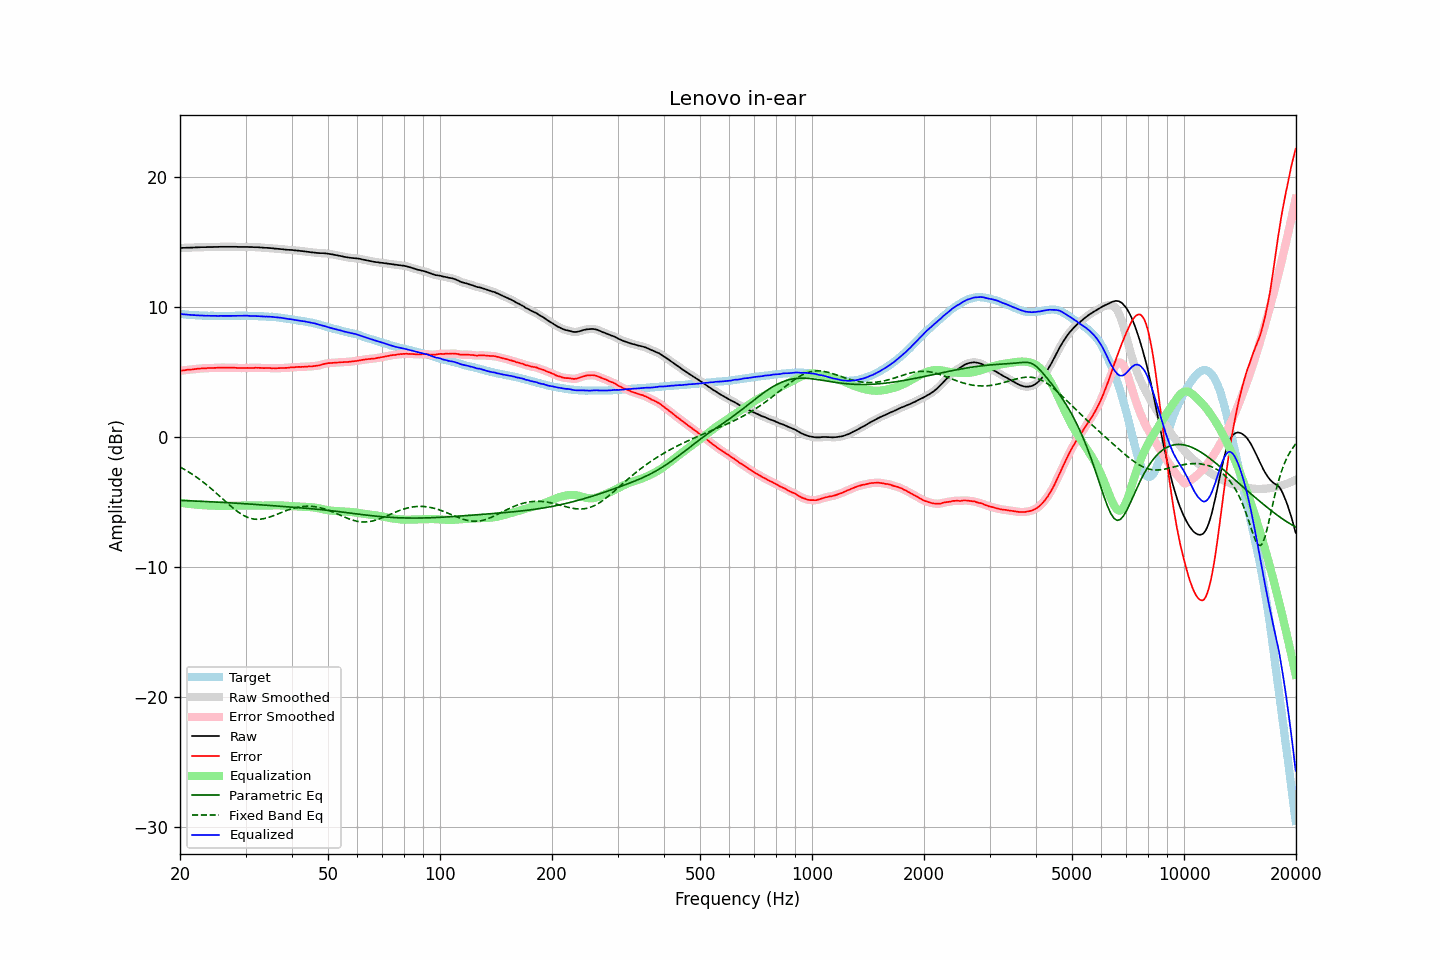 Lenovo in-ear
Amplitude (dBr)
20
10
0
−10
−20
−30
Target
Raw Smoothed
Error Smoothed
Raw
Error
Equalization
Parametric Eq
Fixed Band Eq
Equalized
20 50 100 200 500 1000 2000 5000 10000 20000
Frequency (Hz)